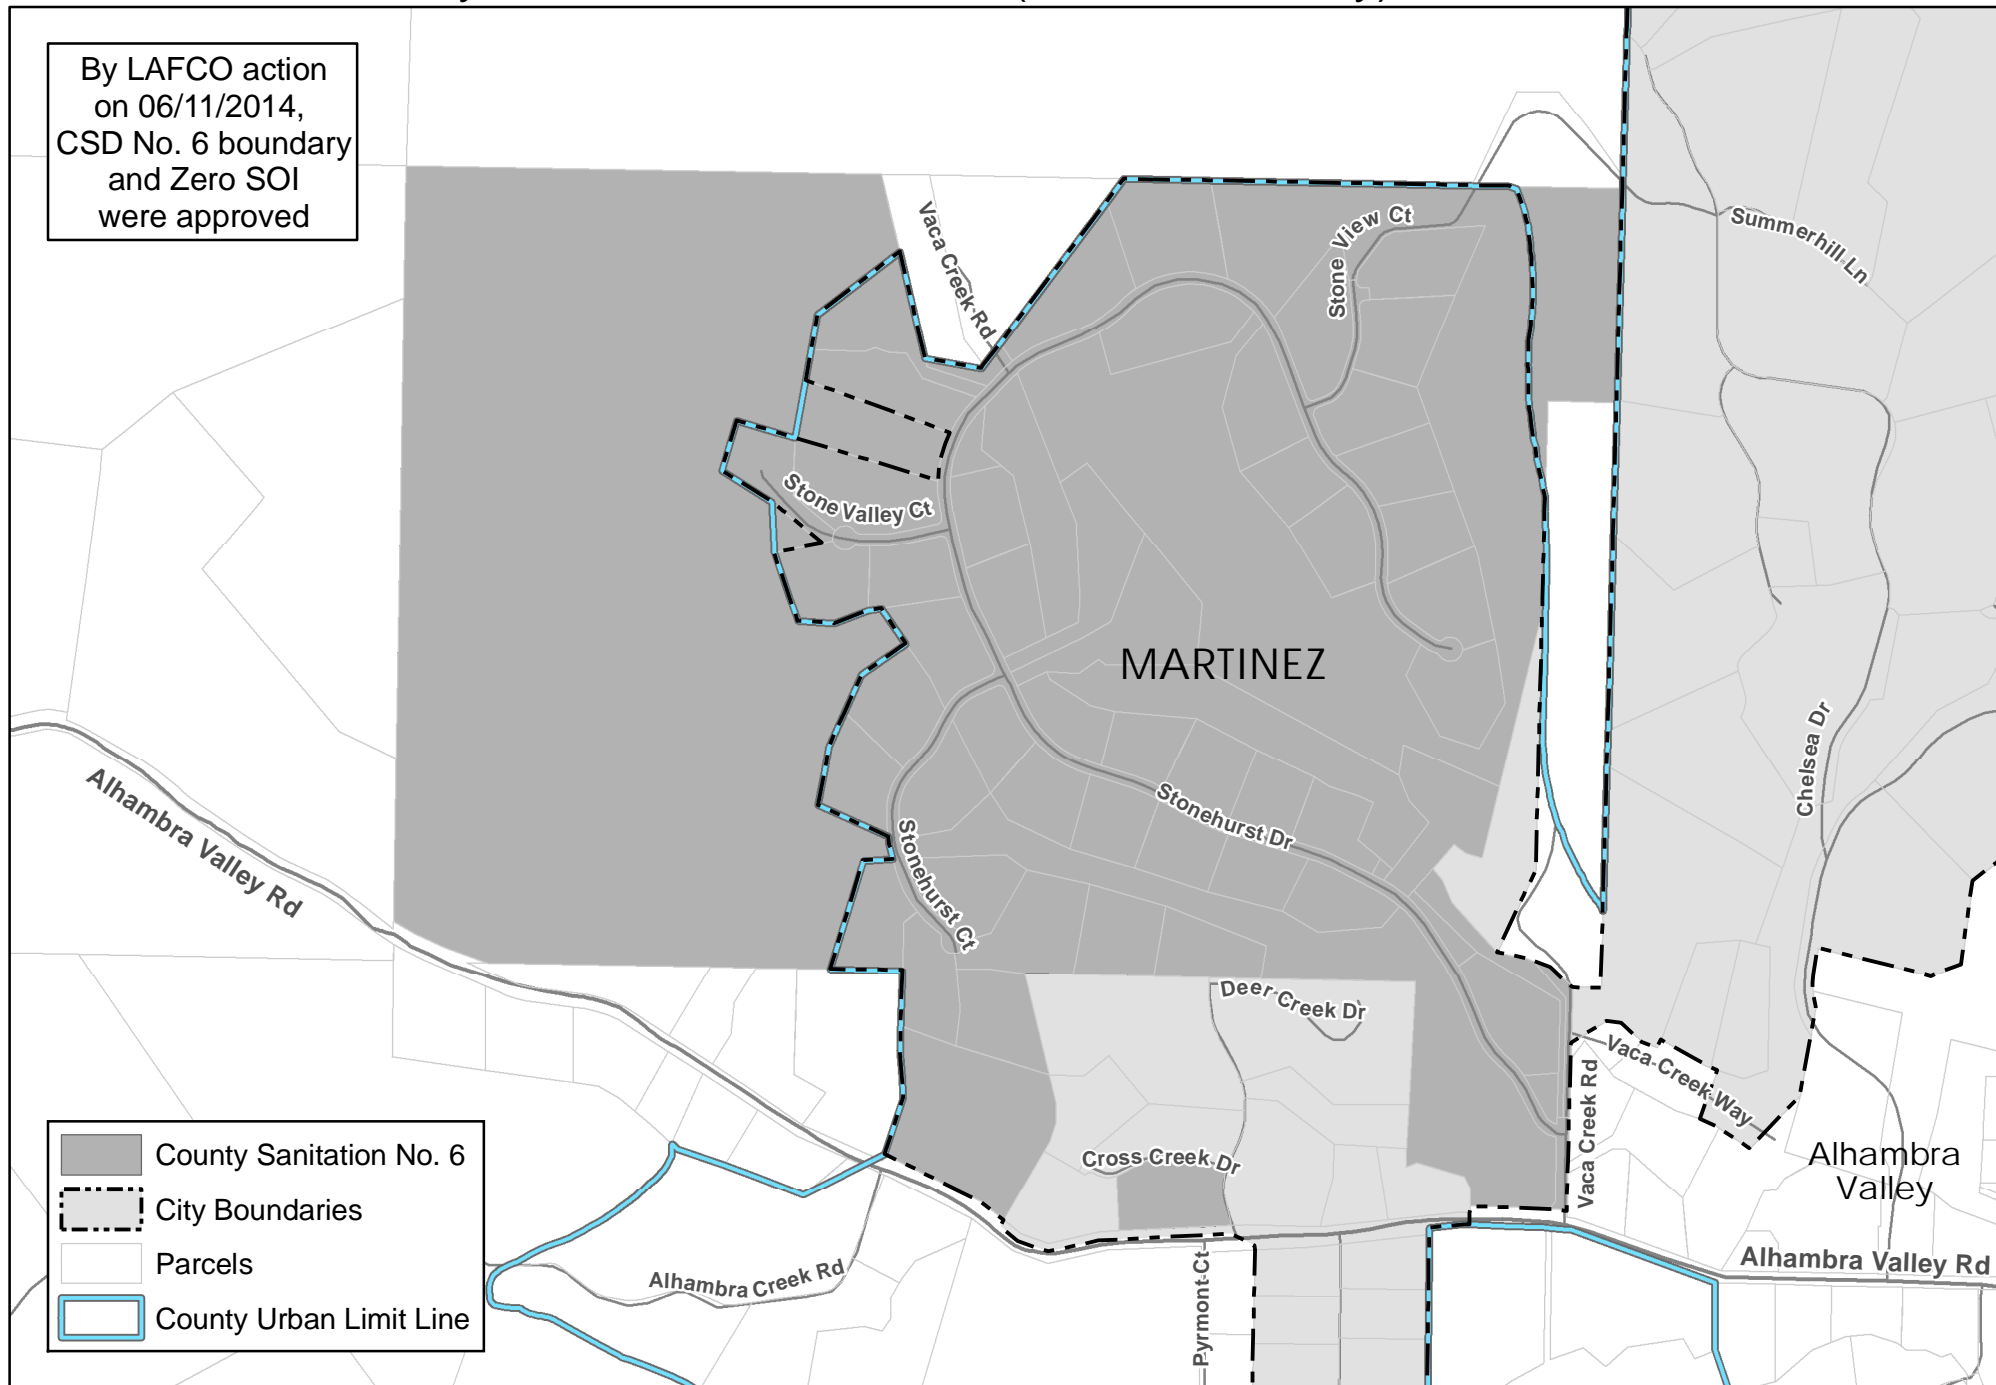 By LAFCO action
on 06/11/2014,
CSD No. 6 boundary
and Zero SOI
were approved
Vaca Creek Rd
Stone View Ct
Summerhill Ln
Stone Valley Ct
MARTINEZ
Chelsea Dr
Alhambra Valley Rd
Stonehurst Dr
Stonehurst Ct
Deer Creek Dr
Vaca Creek Way
Vaca Creek Rd
Cross Creek Dr
Alhambra
Valley
Alhambra Valley Rd
Alhambra Creek Rd
Pyrmont Ct
County Sanitation No. 6
City Boundaries
Parcels
County Urban Limit Line